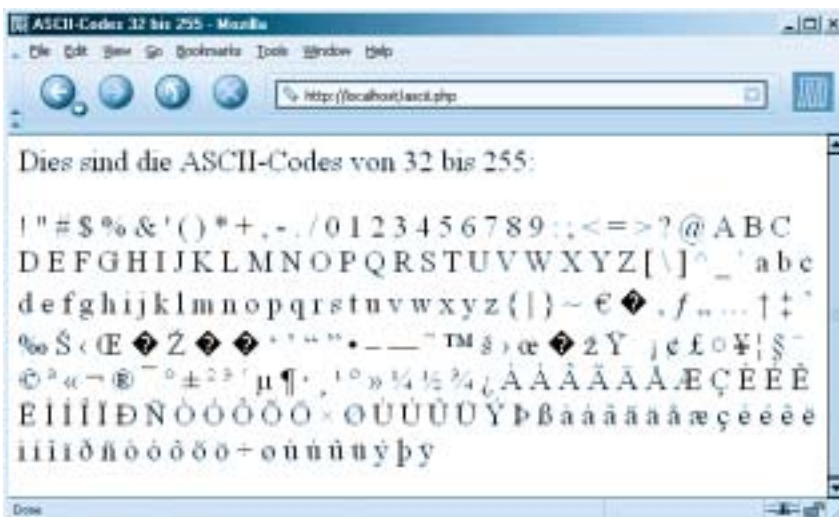 ASCII-Codes 32 bis 255 - Mozilla
File Edit View Go Bookmarks Tools Window Help
http://localhost/ascii.php
Dies sind die ASCII-Codes von 32 bis 255:
! " # $ % & ' ( ) * + , - . / 0 1 2 3 4 5 6 7 8 9 : ; < = > ? @ A B C
D E F G H I J K L M N O P Q R S T U V W X Y Z [ \ ] ^ _ ` a b c
d e f g h i j k l m n o p q r s t u v w x y z { | } ~ € � ‚ ƒ „ … † ‡ ˆ
‰ Š ‹ Œ � Ž � � ‘ ’ “ ” • – — ˜ ™ š › œ � ž Ÿ ¡ ¢ £ ¤ ¥ ¦ § ¨
© ª « ¬ ® ¯ ° ± ² ³ ´ µ ¶ · ¸ ¹ º » ¼ ½ ¾ ¿ À Á Â Ã Ä Å Æ Ç È É Ê
Ë Ì Í Î Ï Ð Ñ Ò Ó Ô Õ Ö × Ø Ù Ú Û Ü Ý Þ ß à á â ã ä å æ ç è é ê ë
ì í î ï ð ñ ò ó ô õ ö ÷ ø ù ú û ü ý þ ÿ
Done